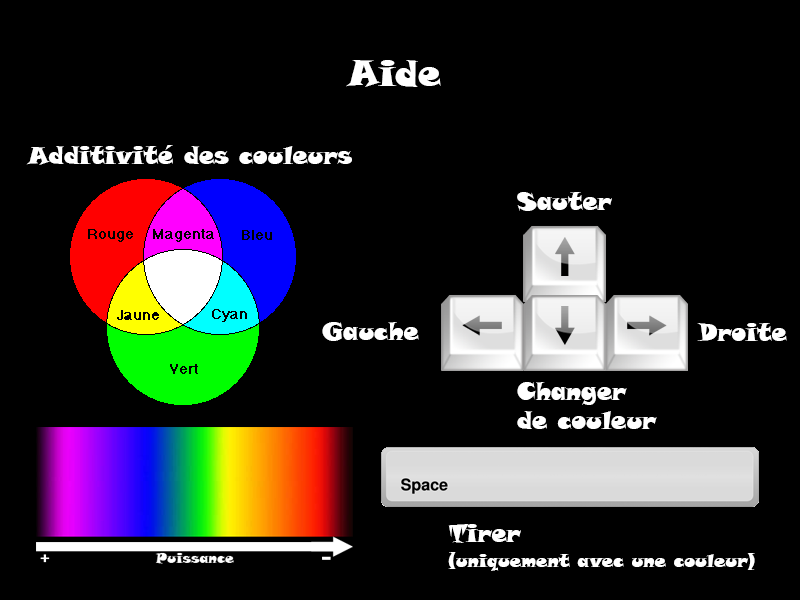 Aide
Additivité des couleurs
Rouge
Magenta
Bleu
Jaune
Cyan
Vert
Sauter
Gauche
Droite
Changer
de couleur
Space
Tirer
(uniquement avec une couleur)
+
Puissance
-